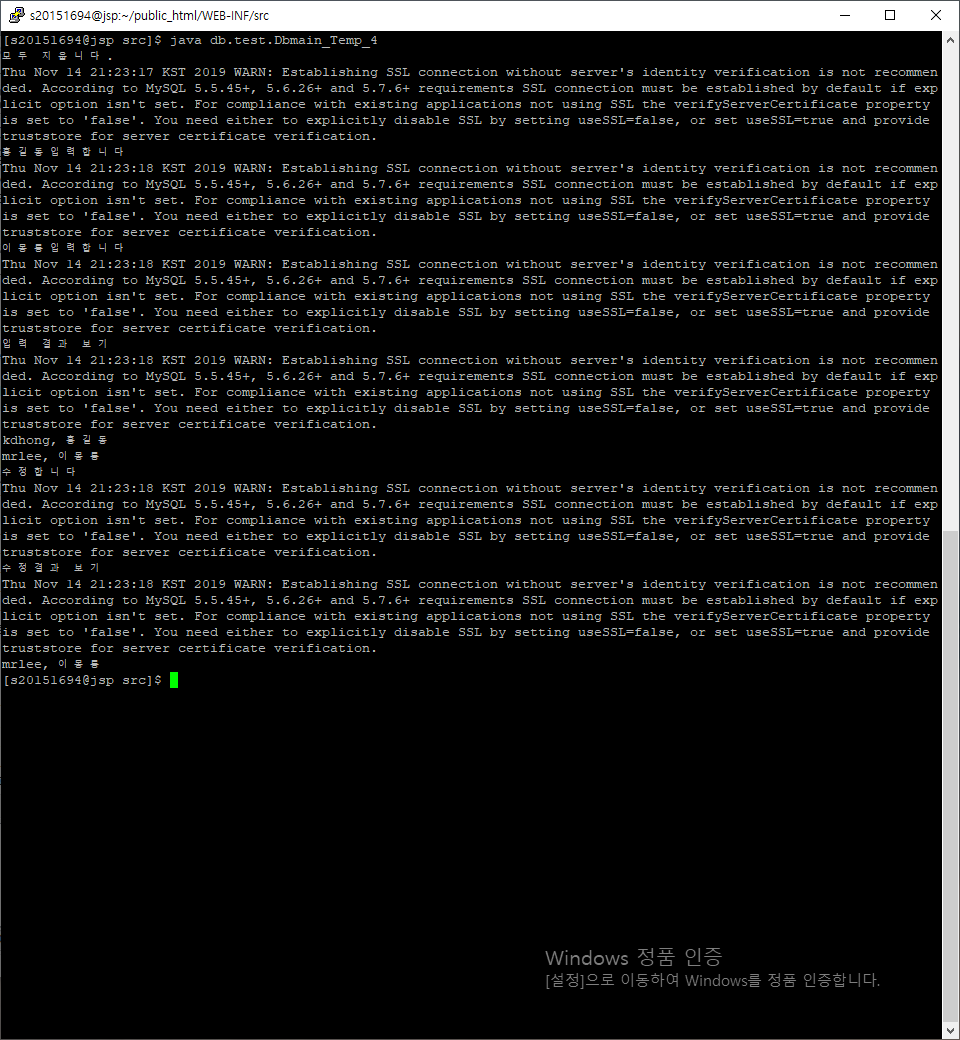 s20151694@jsp:~/public_html/WEB-INF/src
[s20151694@jsp src]$ java db.test.Dbmain_Temp_4
모두 지웁니다.
Thu Nov 14 21:23:17 KST 2019 WARN: Establishing SSL connection without server's identity verification is not recommen
ded. According to MySQL 5.5.45+, 5.6.26+ and 5.7.6+ requirements SSL connection must be established by default if exp
licit option isn't set. For compliance with existing applications not using SSL the verifyServerCertificate property
is set to 'false'. You need either to explicitly disable SSL by setting useSSL=false, or set useSSL=true and provide
truststore for server certificate verification.
홍길동입력합니다
Thu Nov 14 21:23:18 KST 2019 WARN: Establishing SSL connection without server's identity verification is not recommen
ded. According to MySQL 5.5.45+, 5.6.26+ and 5.7.6+ requirements SSL connection must be established by default if exp
licit option isn't set. For compliance with existing applications not using SSL the verifyServerCertificate property
is set to 'false'. You need either to explicitly disable SSL by setting useSSL=false, or set useSSL=true and provide
truststore for server certificate verification.
이몽룡입력합니다
Thu Nov 14 21:23:18 KST 2019 WARN: Establishing SSL connection without server's identity verification is not recommen
ded. According to MySQL 5.5.45+, 5.6.26+ and 5.7.6+ requirements SSL connection must be established by default if exp
licit option isn't set. For compliance with existing applications not using SSL the verifyServerCertificate property
is set to 'false'. You need either to explicitly disable SSL by setting useSSL=false, or set useSSL=true and provide
truststore for server certificate verification.
입력 결과 보기
Thu Nov 14 21:23:18 KST 2019 WARN: Establishing SSL connection without server's identity verification is not recommen
ded. According to MySQL 5.5.45+, 5.6.26+ and 5.7.6+ requirements SSL connection must be established by default if exp
licit option isn't set. For compliance with existing applications not using SSL the verifyServerCertificate property
is set to 'false'. You need either to explicitly disable SSL by setting useSSL=false, or set useSSL=true and provide
truststore for server certificate verification.
kdhong, 홍길동
mrlee, 이몽룡
수정합니다
Thu Nov 14 21:23:18 KST 2019 WARN: Establishing SSL connection without server's identity verification is not recommen
ded. According to MySQL 5.5.45+, 5.6.26+ and 5.7.6+ requirements SSL connection must be established by default if exp
licit option isn't set. For compliance with existing applications not using SSL the verifyServerCertificate property
is set to 'false'. You need either to explicitly disable SSL by setting useSSL=false, or set useSSL=true and provide
truststore for server certificate verification.
수정결과 보기
Thu Nov 14 21:23:18 KST 2019 WARN: Establishing SSL connection without server's identity verification is not recommen
ded. According to MySQL 5.5.45+, 5.6.26+ and 5.7.6+ requirements SSL connection must be established by default if exp
licit option isn't set. For compliance with existing applications not using SSL the verifyServerCertificate property
is set to 'false'. You need either to explicitly disable SSL by setting useSSL=false, or set useSSL=true and provide
truststore for server certificate verification.
mrlee, 이몽룡
[s20151694@jsp src]$
Windows 정품 인증
[설정]으로 이동하여 Windows를 정품 인증합니다.